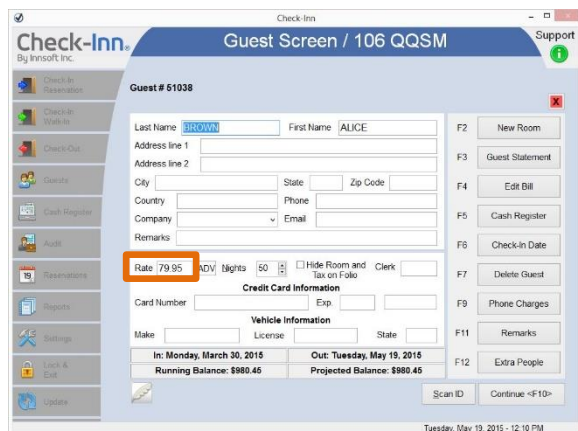 Check-Inn
Check-Inn®
By Innsoft Inc.
Guest Screen / 106 QQSM
Support
Check-In
Reservation
Check-In
Walk-In
Check-Out
Guests
Cash Register
Audit
19
Reservations
Reports
Settings
Lock &
Exit
Update
Guest # 51038
X
Last Name BROWN First Name ALICE
Address line 1
Address line 2
City State Zip Code
Country Phone
Company Email
Remarks
Rate 79.95 ADV Nights 50 Hide Room and Tax on Folio Clerk
Credit Card Information
Card Number Exp.
Vehicle Information
Make License State
In: Monday, March 30, 2015 Out: Tuesday, May 19, 2015
Running Balance: $980.45 Projected Balance: $980.45
F2 New Room
F3 Guest Statement
F4 Edit Bill
F5 Cash Register
F6 Check-In Date
F7 Delete Guest
F9 Phone Charges
F11 Remarks
F12 Extra People
Scan ID Continue <F10>
Tuesday, May 19, 2015 - 12:10 PM